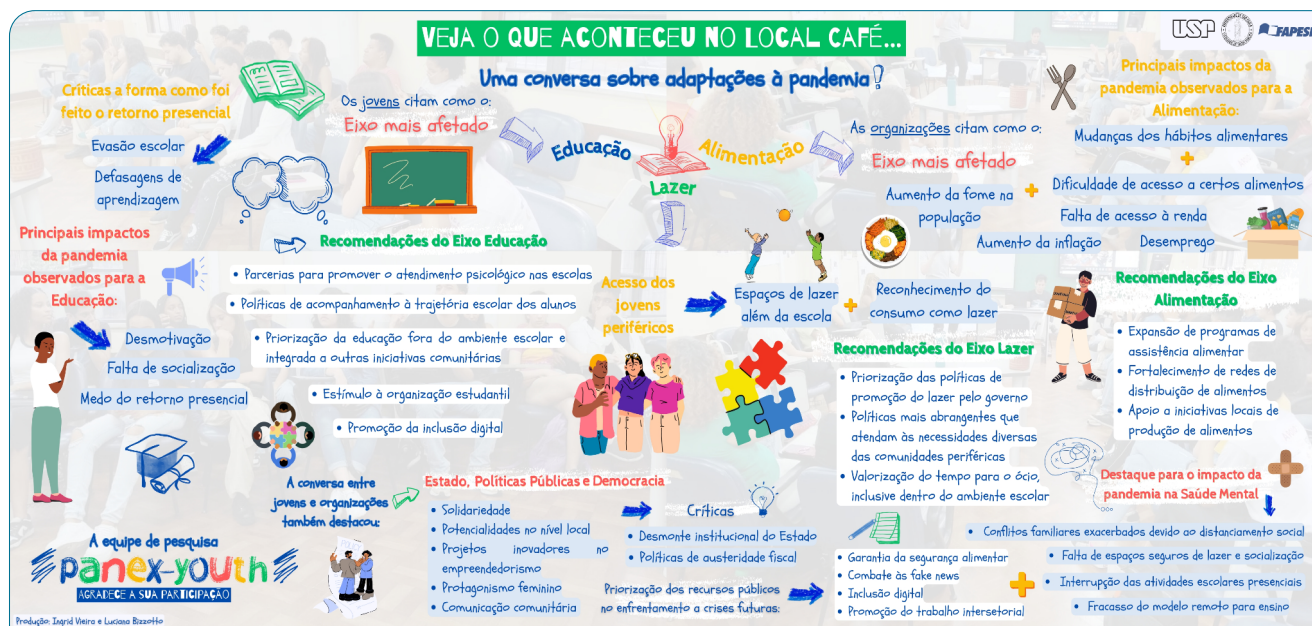 VEJA O QUE ACONTECEU NO LOCAL CAFÉ...
USP
FAPESP
Uma conversa sobre adaptações à pandemia!
Críticas a forma como foi
feito o retorno presencial
Evasão escolar
Defasagens de
aprendizagem
Os jovens citam como o:
Eixo mais afetado
Educação
Alimentação
Lazer
As organizações citam como o:
Eixo mais afetado
Aumento da fome na
população
Principais impactos da
pandemia observados para a
Alimentação:
Mudanças dos hábitos alimentares
+
Dificuldade de acesso a certos alimentos
+
Falta de acesso à renda
Aumento da inflação
Desemprego
Principais impactos
da pandemia
observados para a
Educação:
Desmotivação
Falta de socialização
Medo do retorno presencial
Recomendações do Eixo Educação
• Parcerias para promover o atendimento psicológico nas escolas
• Políticas de acompanhamento à trajetória escolar dos alunos
• Priorização da educação fora do ambiente escolar e
integrada a outras iniciativas comunitárias
• Estímulo à organização estudantil
• Promoção da inclusão digital
Acesso dos
jovens
periféricos
Espaços de lazer
além da escola
+
Reconhecimento do
consumo como lazer
Recomendações do Eixo Lazer
• Priorização das políticas de
promoção do lazer pelo governo
• Políticas mais abrangentes que
atendam às necessidades diversas
das comunidades periféricas
• Valorização do tempo para o ócio,
inclusive dentro do ambiente escolar
Recomendações do Eixo
Alimentação
• Expansão de programas de
assistência alimentar
• Fortalecimento de redes de
distribuição de alimentos
• Apoio a iniciativas locais de
produção de alimentos
A conversa entre
jovens e organizações
também destacou:
Estado, Políticas Públicas e Democracia
• Solidariedade
• Potencialidades no nível local
• Projetos inovadores no
empreendedorismo
• Protagonismo feminino
• Comunicação comunitária
Críticas
• Desmonte institucional do Estado
• Políticas de austeridade fiscal
Priorização dos recursos públicos
no enfrentamento a crises futuras:
• Garantia da segurança alimentar
• Combate às fake news
• Inclusão digital
• Promoção do trabalho intersetorial
+
Destaque para o impacto da
pandemia na Saúde Mental
• Conflitos familiares exacerbados devido ao distanciamento social
• Falta de espaços seguros de lazer e socialização
• Interrupção das atividades escolares presenciais
• Fracasso do modelo remoto para ensino
A equipe de pesquisa
panex-youth
AGRADECE A SUA PARTICIPAÇÃO
Produção: Ingrid Vieira e Luciana Bizzotto